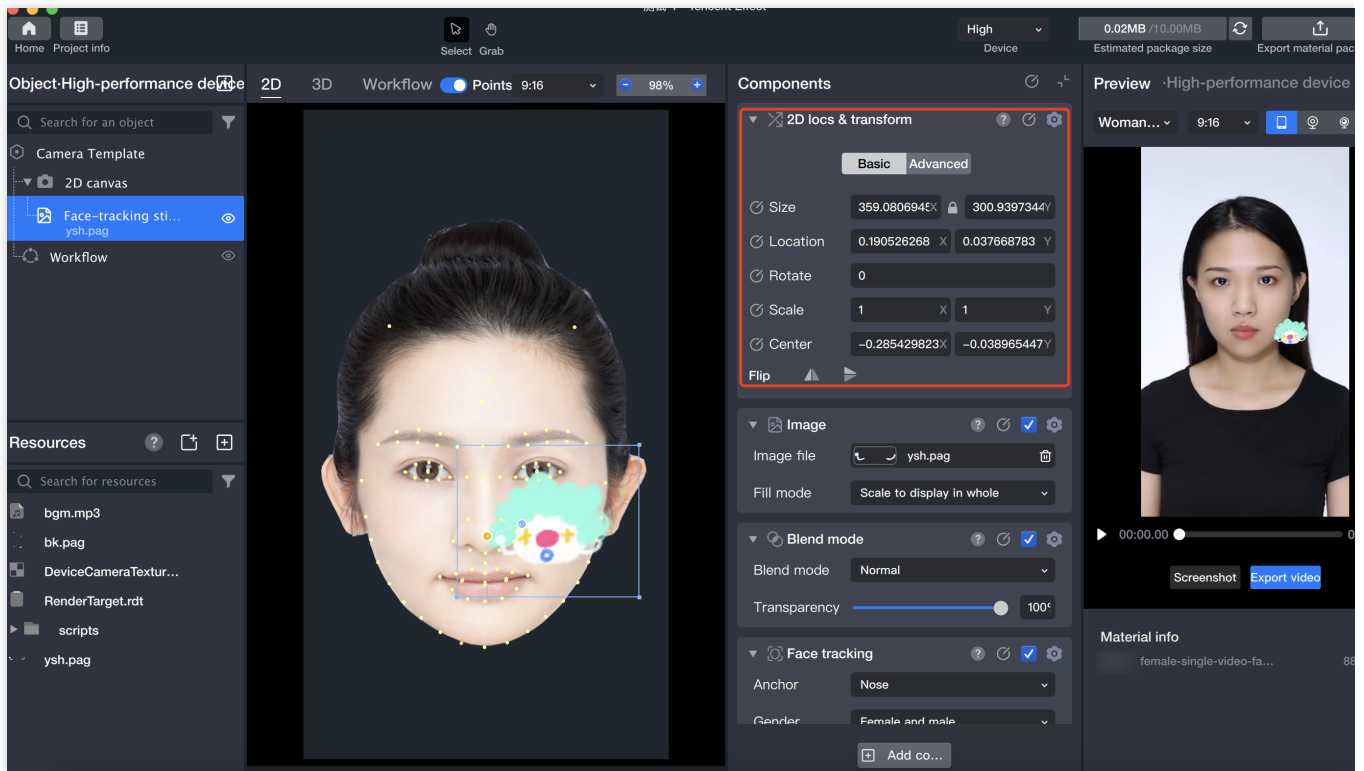 Home
Project info
Select
Grab
High
Device
0.02MB /10.00MB
Estimated package size
Export material pac
Object·High-performance device
2D
3D
Workflow
Points
9:16
98%
Components
Preview
·High-performance device
Search for an object
Camera Template
2D canvas
Face-tracking sti...
ysh.pag
Workflow
2D locs & transform
Basic
Advanced
Size
359.0806945 X
300.9397344 Y
Location
0.190526268 X
0.037668783 Y
Rotate
0
Scale
1 X
1 Y
Center
−0.285429823 X
−0.038965447 Y
Flip
Image
Image file
ysh.pag
Fill mode
Scale to display in whole
Blend mode
Blend mode
Normal
Transparency
100
Face tracking
Anchor
Nose
Gender
Female and male
Add co...
Woman...
9:16
00:00.00
0
Screenshot
Export video
Material info
female-single-video-fa...
88
Resources
Search for resources
bgm.mp3
bk.pag
DeviceCameraTextur...
RenderTarget.rdt
scripts
ysh.pag